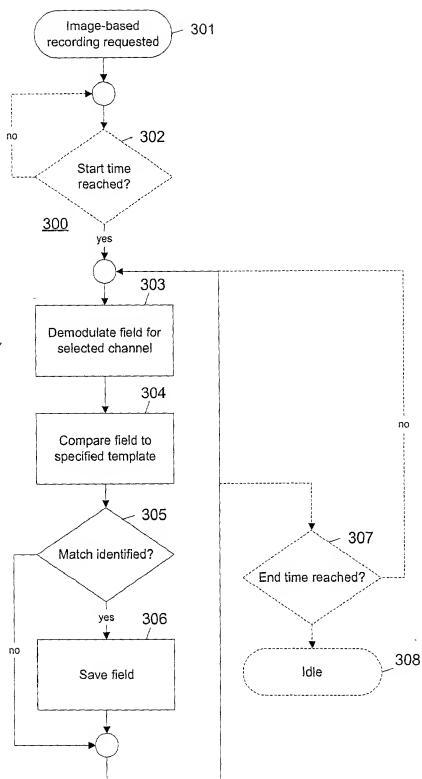 Image-based
recording requested
301
no
302
Start time
reached?
300
yes
303
Demodulate field for
selected channel
304
Compare field to
specified template
no
305
307
Match identified?
End time reached?
yes
306
no
Save field
Idle
308